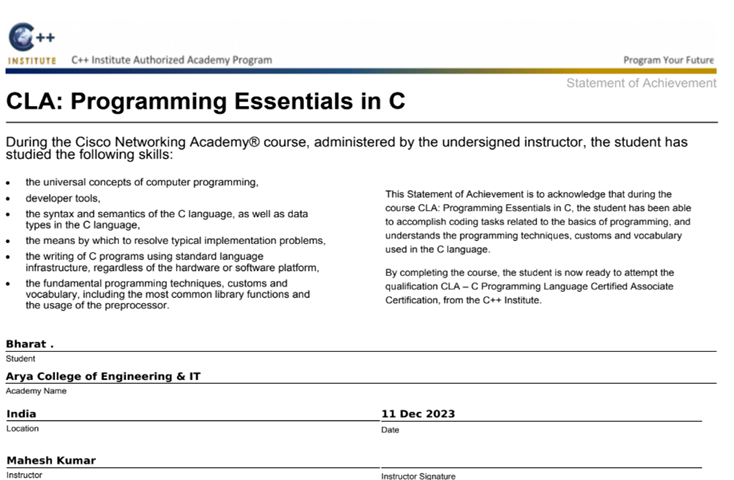 C++
INSTITUTE
C++ Institute Authorized Academy Program
Program Your Future
Statement of Achievement
CLA: Programming Essentials in C
During the Cisco Networking Academy® course, administered by the undersigned instructor, the student has
studied the following skills:
• the universal concepts of computer programming,
• developer tools,
• the syntax and semantics of the C language, as well as data
types in the C language,
• the means by which to resolve typical implementation problems,
• the writing of C programs using standard language
infrastructure, regardless of the hardware or software platform,
• the fundamental programming techniques, customs and
vocabulary, including the most common library functions and
the usage of the preprocessor.
This Statement of Achievement is to acknowledge that during the
course CLA: Programming Essentials in C, the student has been able
to accomplish coding tasks related to the basics of programming, and
understands the programming techniques, customs and vocabulary
used in the C language.
By completing the course, the student is now ready to attempt the
qualification CLA – C Programming Language Certified Associate
Certification, from the C++ Institute.
Bharat .
Student
Arya College of Engineering & IT
Academy Name
India
Location
11 Dec 2023
Date
Mahesh Kumar
Instructor
Instructor Signature